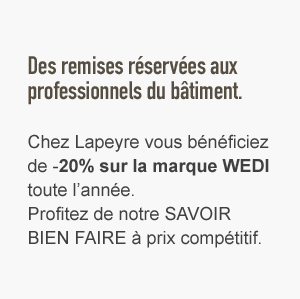 Des remises réservées aux
professionnels du bâtiment.
Chez Lapeyre vous bénéficiez
de -20% sur la marque WEDI
toute l’année.
Profitez de notre SAVOIR
BIEN FAIRE à prix compétitif.